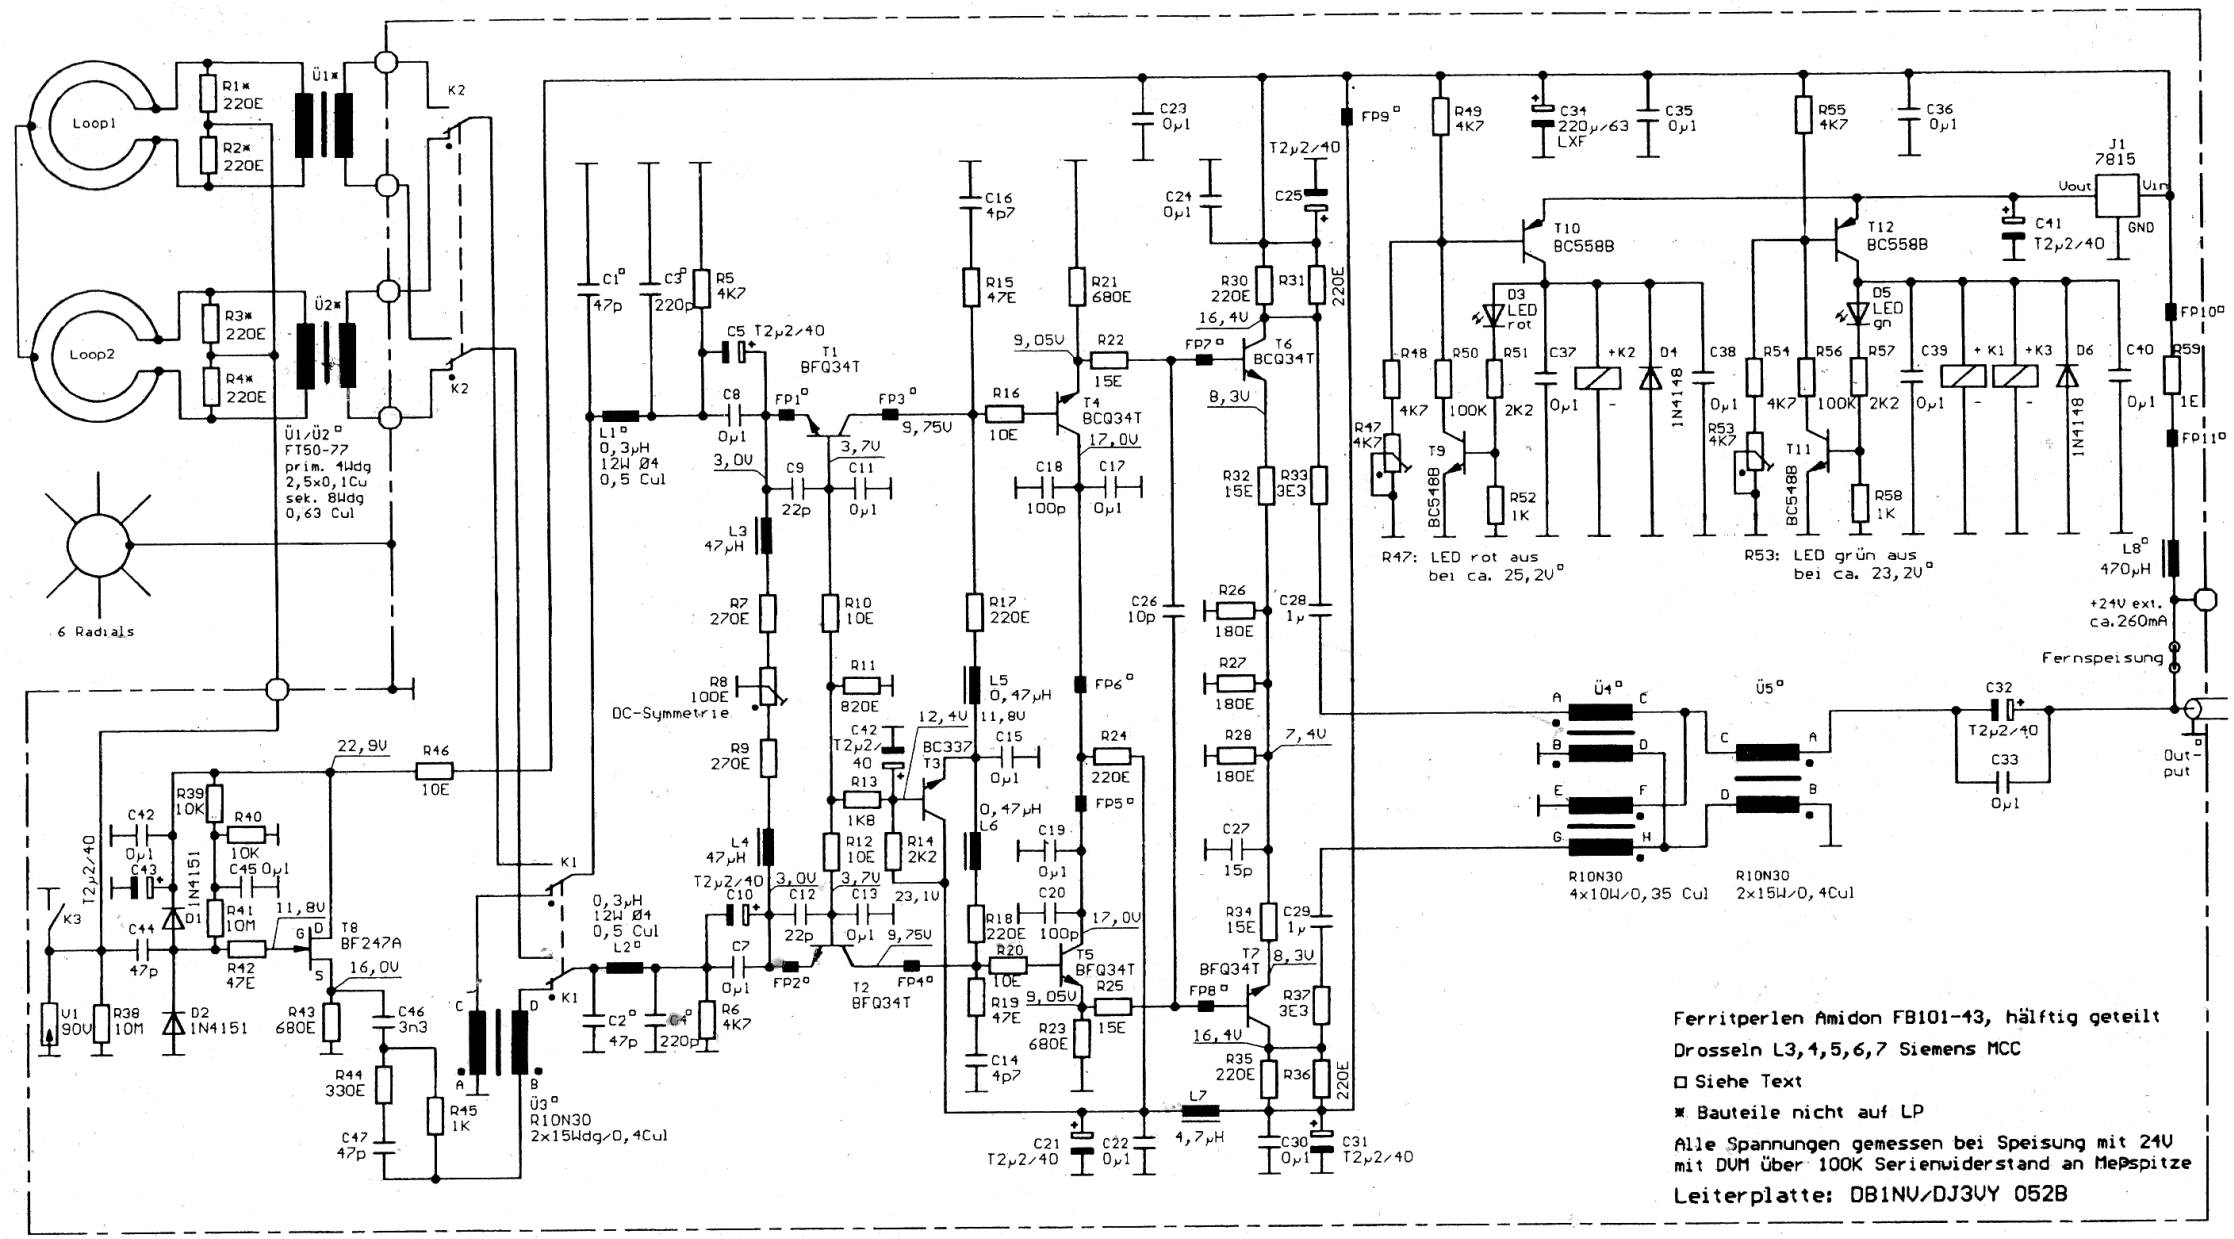 Loop1
R1*
220E
R2*
220E
Ü1*
K2
Loop2
R3*
220E
R4*
220E
Ü2*
K2
Ü1/Ü2
FT50-77
prim. 4Wdg
2,5x0,1Cu
sek. 8Wdg
0,63 Cul
6 Radials
C1
47p
C3
220p
R5
4K7
C5 T2µ2/40
L1
0,3µH
12W Ø4
0,5 Cul
C8
0µ1
FP1
T1
BFQ34T
FP3
9,75V
3,0V
3,7V
C9
22p
C11
0µ1
L3
47µH
R7
270E
R8
100E
DC-Symmetrie
R9
270E
L4
47µH
R10
10E
R11
820E
C42
T2µ2/
40
R13
1K8
R12
10E
R14
2K2
12,4V
BC337
T3
11,8V
C15
0µ1
C16
4p7
R15
47E
R16
10E
R17
220E
L5
0,47µH
0,47µH
L6
R18
220E
R19
47E
C14
4p7
R20
10E
R21
680E
9,05V
R22
15E
T4
BCQ34T
17,0V
C18
100p
C17
0µ1
FP6
R24
220E
FP5
C19
0µ1
C20
100p
17,0V
T5
BFQ34T
9,05V
R25
15E
R23
680E
C23
0µ1
C24
0µ1
T2µ2/40
C25
R30
220E
R31
220E
16,4V
FP7
T6
BCQ34T
8,3V
R32
15E
R33
3E3
C26
10p
R26
180E
R27
180E
R28
180E
7,4V
C28
1µ
C27
15p
R34
15E
C29
1µ
T7
BFQ34T
8,3V
FP8
R37
3E3
16,4V
R35
220E
R36
220E
L7
4,7µH
C21
T2µ2/40
C22
0µ1
C30
0µ1
C31
T2µ2/40
FP9
R49
4K7
C34
220µ/63
LXF
C35
0µ1
R55
4K7
C36
0µ1
J1
7815
Vout
Vin
GND
T10
BC558B
T12
BC558B
C41
T2µ2/40
D3
LED
rot
D5
LED
gn
R48
4K7
R50
100K
R51
2K2
C37
0µ1
+K2
-
D4
1N4148
C38
0µ1
R54
4K7
R56
100K
R57
2K2
C39
0µ1
+K1
-
+K3
-
D6
1N4148
C40
0µ1
FP10
R59
1E
FP11
R47
4K7
T9
BC548B
R52
1K
R53
4K7
T11
BC548B
R58
1K
R47: LED rot aus
bei ca. 25,2V
R53: LED grün aus
bei ca. 23,2V
L8
470µH
+24V ext.
ca.260mA
Fernspeisung
Ü4
A C
B D
E F
G H
R10N30
4x10W/0,35 Cul
Ü5
C A
D B
R10N30
2x15W/0,4Cul
C32
T2µ2/40
C33
0µ1
Out-
put
22,9V
R46
10E
R39
10K
R40
10K
C42
0µ1
T2µ2/40
C43
1N4151
C45 0µ1
D1
R41
10M
11,8V
K3
C44
47p
R42
47E
G D
S
T8
BF247A
16,0V
V1
90V
R38
10M
D2
1N4151
R43
680E
C46
3n3
R44
330E
R45
1K
C47
47p
C D
A B
Ü3
R10N30
2x15Wdg/0,4Cul
K1
K1
0,3µH
12W Ø4
0,5 Cul
L2
T2µ2/40
C10
3,0V
C12
22p
3,7V
C13
0µ1
23,1V
C7
0µ1
FP2
T2
BFQ34T
9,75V
FP4
C2
47p
C4
220p
R6
4K7
Ferritperlen Amidon FB101-43, hälftig geteilt
Drosseln L3,4,5,6,7 Siemens MCC
□ Siehe Text
* Bauteile nicht auf LP
Alle Spannungen gemessen bei Speisung mit 24V
mit DVM über 100K Serienwiderstand an Meßspitze
Leiterplatte: DB1NV/DJ3VY 052B